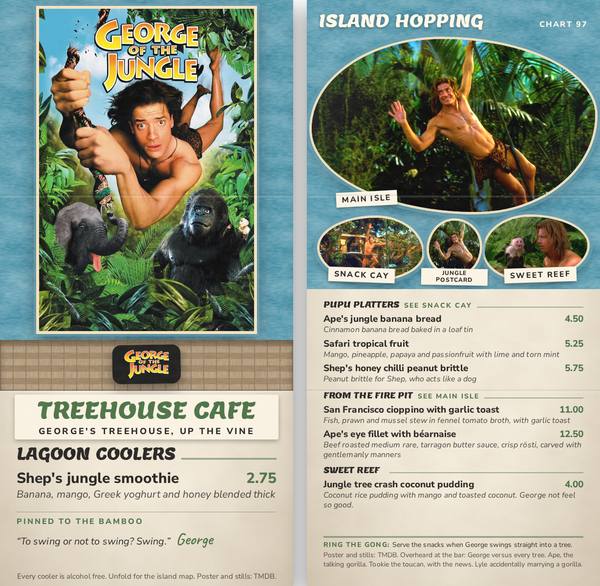 GEORGE
OF THE
JUNGLE
GEORGE
OF THE
JUNGLE
TREEHOUSE CAFE
GEORGE'S TREEHOUSE, UP THE VINE
LAGOON COOLERS
Shep's jungle smoothie 2.75
Banana, mango, Greek yoghurt and honey blended thick
PINNED TO THE BAMBOO
“To swing or not to swing? Swing.” George
Every cooler is alcohol free. Unfold for the island map. Poster and stills: TMDB.
ISLAND HOPPING CHART 97
MAIN ISLE
SNACK CAY
JUNGLE
POSTCARD
SWEET REEF
PUPU PLATTERS SEE SNACK CAY
Ape's jungle banana bread 4.50
Cinnamon banana bread baked in a loaf tin
Safari tropical fruit 5.25
Mango, pineapple, papaya and passionfruit with lime and torn mint
Shep's honey chilli peanut brittle 5.75
Peanut brittle for Shep, who acts like a dog
FROM THE FIRE PIT SEE MAIN ISLE
San Francisco cioppino with garlic toast 11.00
Fish, prawn and mussel stew in fennel tomato broth, with garlic toast
Ape's eye fillet with béarnaise 12.50
Beef roasted medium rare, tarragon butter sauce, crisp rösti, carved with
gentlemanly manners
SWEET REEF
Jungle tree crash coconut pudding 4.00
Coconut rice pudding with mango and toasted coconut. George not feel
so good.
RING THE GONG: Serve the snacks when George swings straight into a tree.
Poster and stills: TMDB. Overheard at the bar: George versus every tree. Ape, the
talking gorilla. Tookie the toucan, with the news. Lyle accidentally marrying a gorilla.